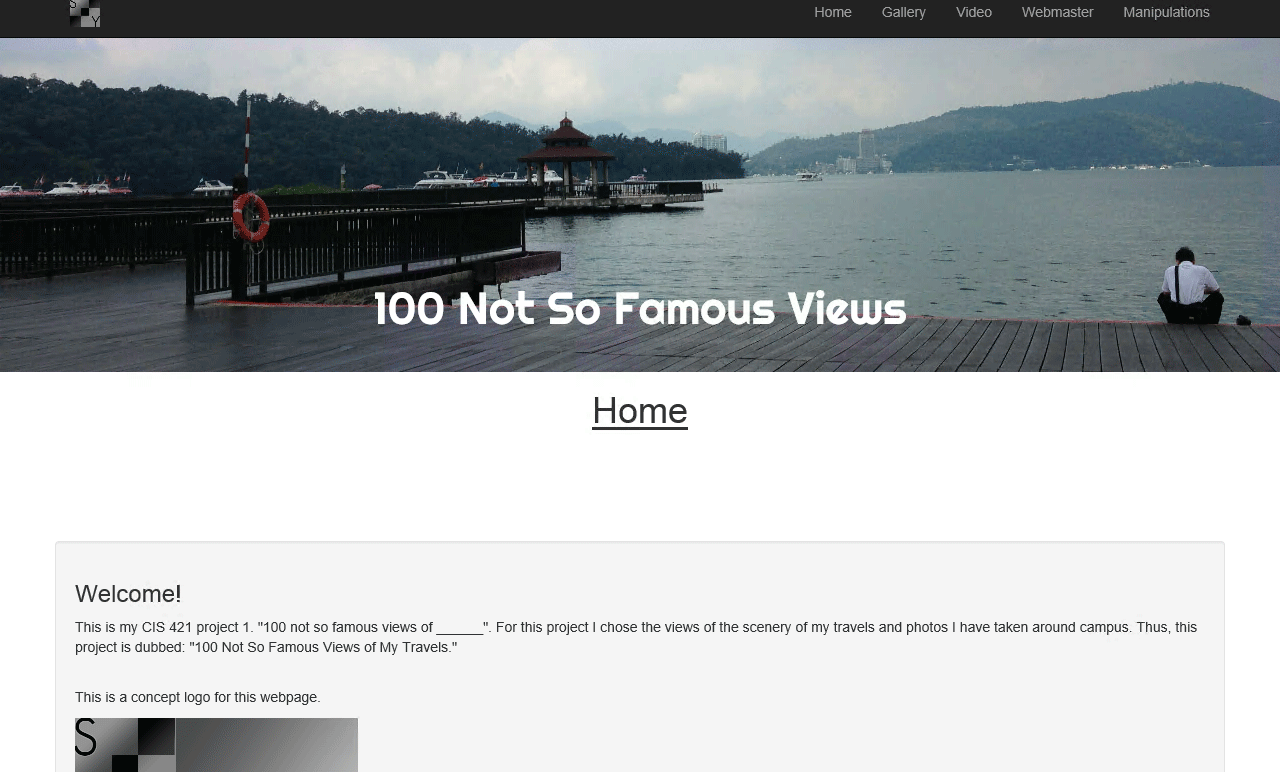 S
Y
Home Gallery Video Webmaster Manipulations
100 Not So Famous Views
Home
Welcome!
This is my CIS 421 project 1. "100 not so famous views of ______". For this project I chose the views of the scenery of my travels and photos I have taken around campus. Thus, this
project is dubbed: "100 Not So Famous Views of My Travels."
This is a concept logo for this webpage.
S